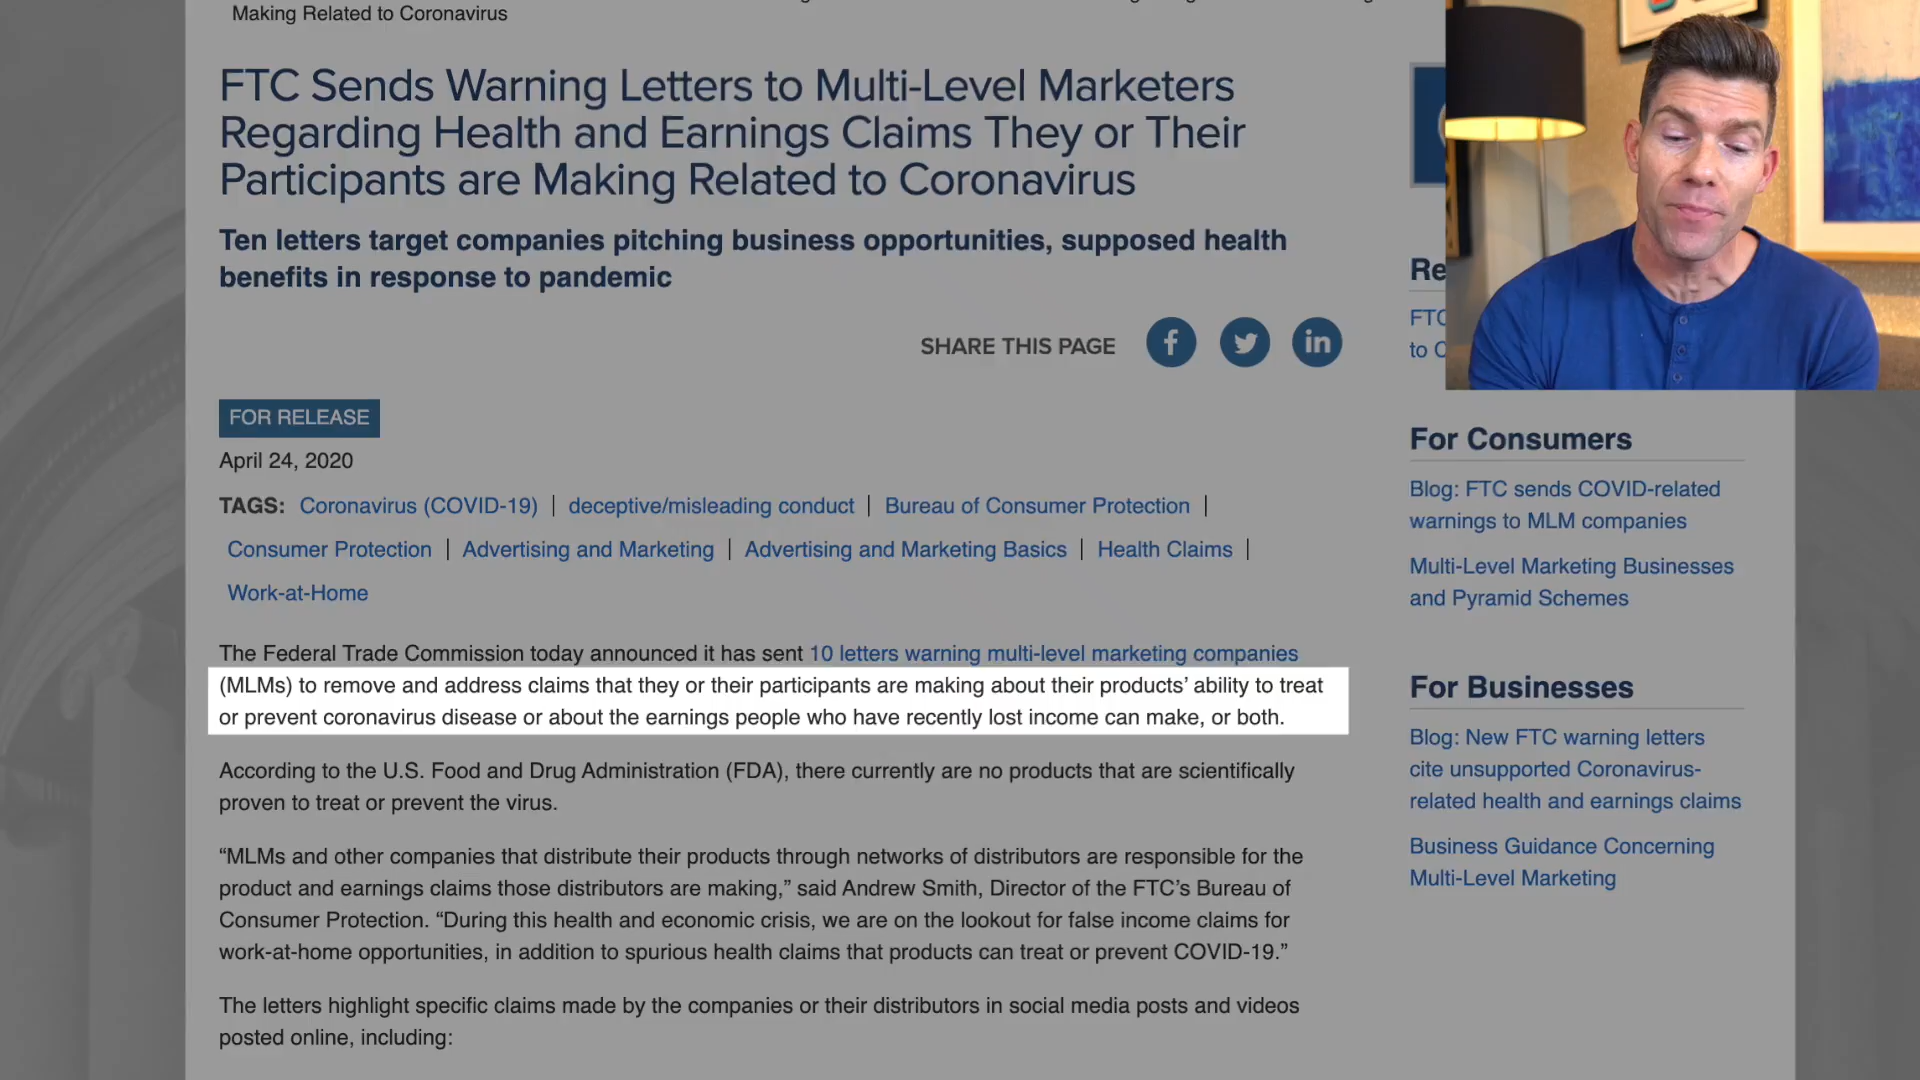 Making Related to Coronavirus
FTC Sends Warning Letters to Multi-Level Marketers
Regarding Health and Earnings Claims They or Their
Participants are Making Related to Coronavirus
Ten letters target companies pitching business opportunities, supposed health
benefits in response to pandemic
SHARE THIS PAGE
FOR RELEASE
April 24, 2020
TAGS: Coronavirus (COVID-19) | deceptive/misleading conduct | Bureau of Consumer Protection |
Consumer Protection | Advertising and Marketing | Advertising and Marketing Basics | Health Claims |
Work-at-Home
The Federal Trade Commission today announced it has sent 10 letters warning multi-level marketing companies
(MLMs) to remove and address claims that they or their participants are making about their products’ ability to treat
or prevent coronavirus disease or about the earnings people who have recently lost income can make, or both.
According to the U.S. Food and Drug Administration (FDA), there currently are no products that are scientifically
proven to treat or prevent the virus.
“MLMs and other companies that distribute their products through networks of distributors are responsible for the
product and earnings claims those distributors are making,” said Andrew Smith, Director of the FTC’s Bureau of
Consumer Protection. “During this health and economic crisis, we are on the lookout for false income claims for
work-at-home opportunities, in addition to spurious health claims that products can treat or prevent COVID-19.”
The letters highlight specific claims made by the companies or their distributors in social media posts and videos
posted online, including:
Re
FTC
to C
For Consumers
Blog: FTC sends COVID-related
warnings to MLM companies
Multi-Level Marketing Businesses
and Pyramid Schemes
For Businesses
Blog: New FTC warning letters
cite unsupported Coronavirus-
related health and earnings claims
Business Guidance Concerning
Multi-Level Marketing